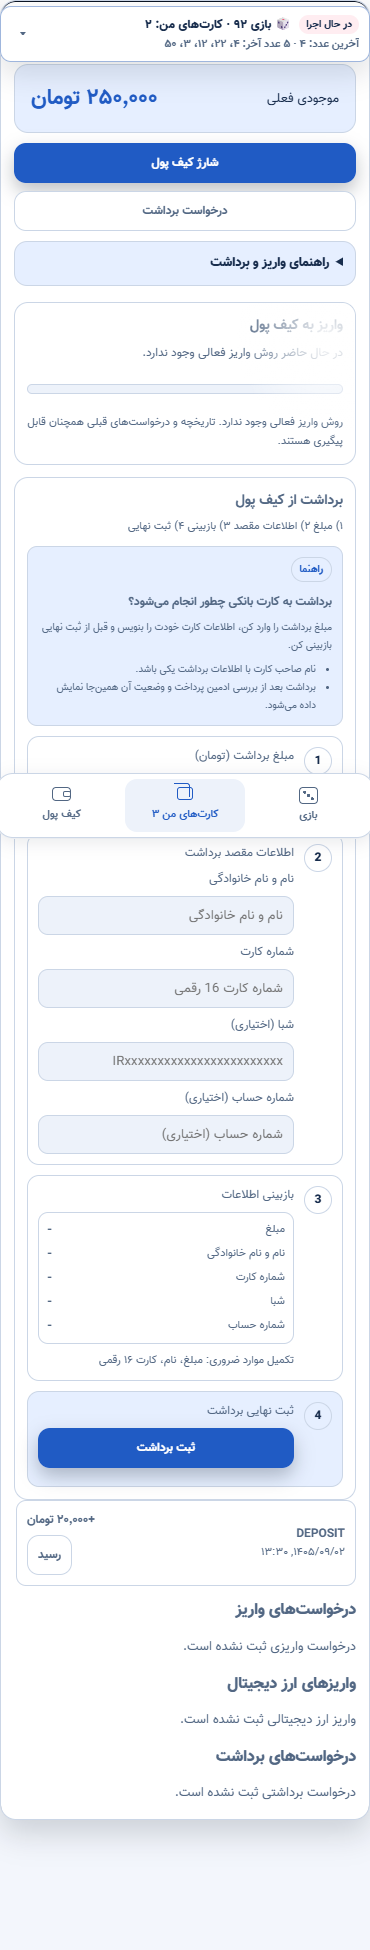 در حال اجرا بازی ۹۲ · کارت‌های من: ۲
آخرین عدد: ۴ · ۵ عدد آخر: ۴، ۲۲، ۱۲، ۳، ۵۰
موجودی فعلی
۲۵۰,۰۰۰ تومان
شارژ کیف پول
درخواست برداشت
راهنمای واریز و برداشت
واریز به کیف پول
در حال حاضر روش واریز فعالی وجود ندارد.
روش واریز فعالی وجود ندارد. تاریخچه و درخواست‌های قبلی همچنان قابل
پیگیری هستند.
برداشت از کیف پول
۱) مبلغ ۲) اطلاعات مقصد ۳) بازبینی ۴) ثبت نهایی
راهنما
برداشت به کارت بانکی چطور انجام می‌شود؟
مبلغ برداشت را وارد کن، اطلاعات کارت خودت را بنویس و قبل از ثبت نهایی
بازبینی کن.
• نام صاحب کارت با اطلاعات برداشت یکی باشد.
• برداشت بعد از بررسی ادمین پرداخت و وضعیت آن همین‌جا نمایش
داده می‌شود.
1
مبلغ برداشت (تومان)
بازی
کارت‌های من ۳
کیف پول
2
اطلاعات مقصد برداشت
نام و نام خانوادگی
نام و نام خانوادگی
شماره کارت
شماره کارت 16 رقمی
شبا (اختیاری)
IRxxxxxxxxxxxxxxxxxxxxxxxx
شماره حساب (اختیاری)
شماره حساب (اختیاری)
3
بازبینی اطلاعات
مبلغ -
نام و نام خانوادگی -
شماره کارت -
شبا -
شماره حساب -
تکمیل موارد ضروری: مبلغ، نام، کارت ۱۶ رقمی
4
ثبت نهایی برداشت
ثبت برداشت
DEPOSIT
۱۴۰۵/۰۹/۰۲, ۱۳:۳۰
+۲۰,۰۰۰ تومان
رسید
درخواست‌های واریز
درخواست واریزی ثبت نشده است.
واریزهای ارز دیجیتال
واریز ارز دیجیتالی ثبت نشده است.
درخواست‌های برداشت
درخواست برداشتی ثبت نشده است.